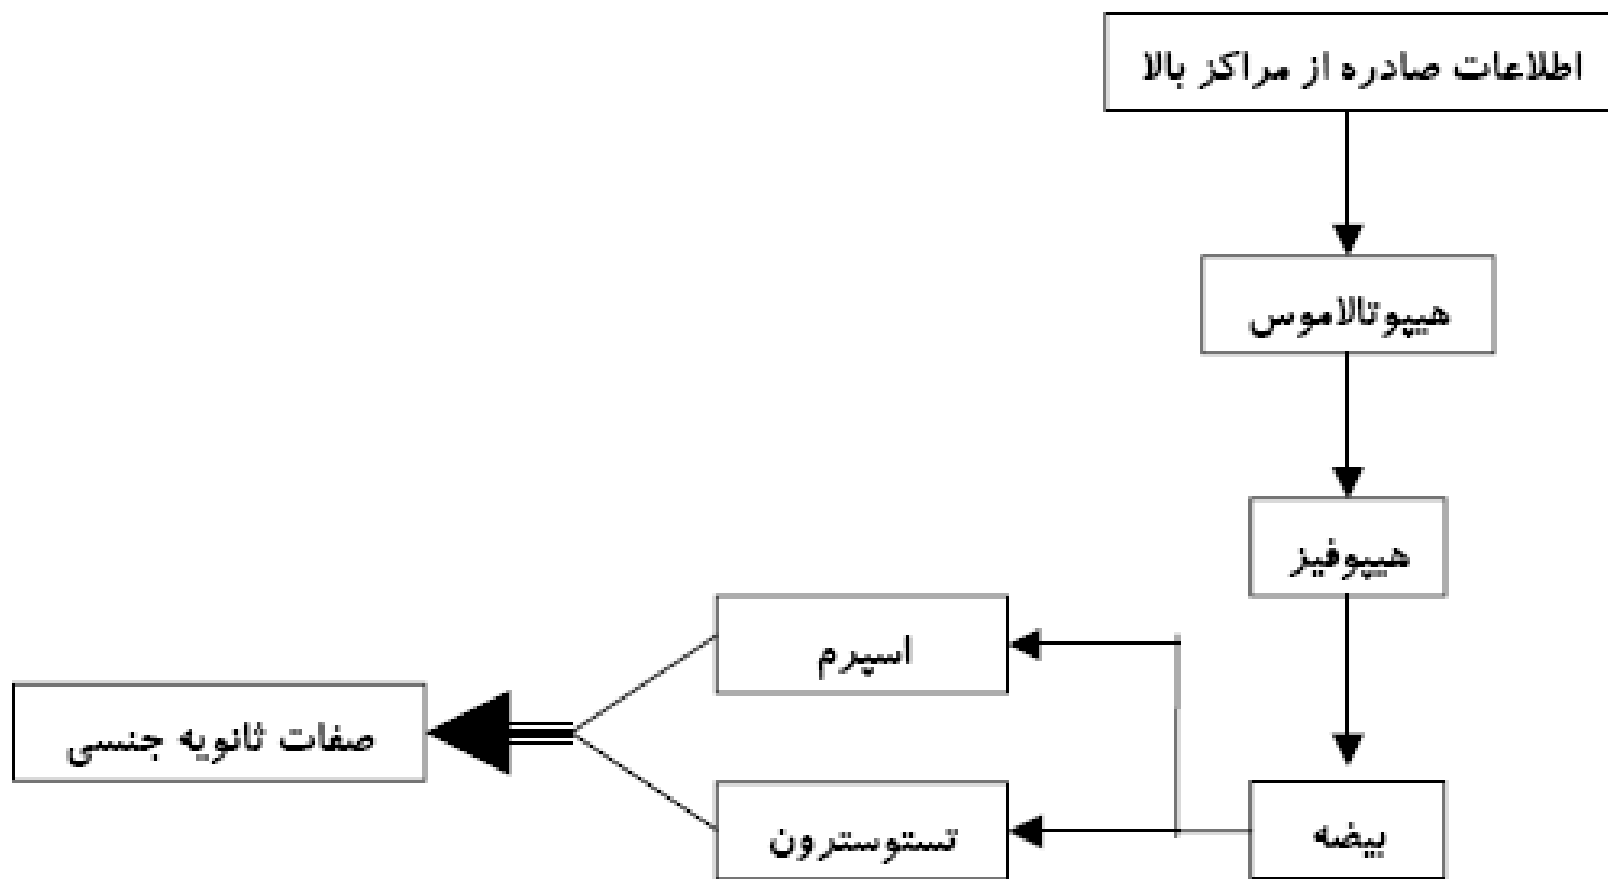 اطلاعات صادره از مراکز بالا
هیپوتالاموس
هیپوفیز
بیضه
اسپرم
تستوسترون
صفات ثانویه جنسی